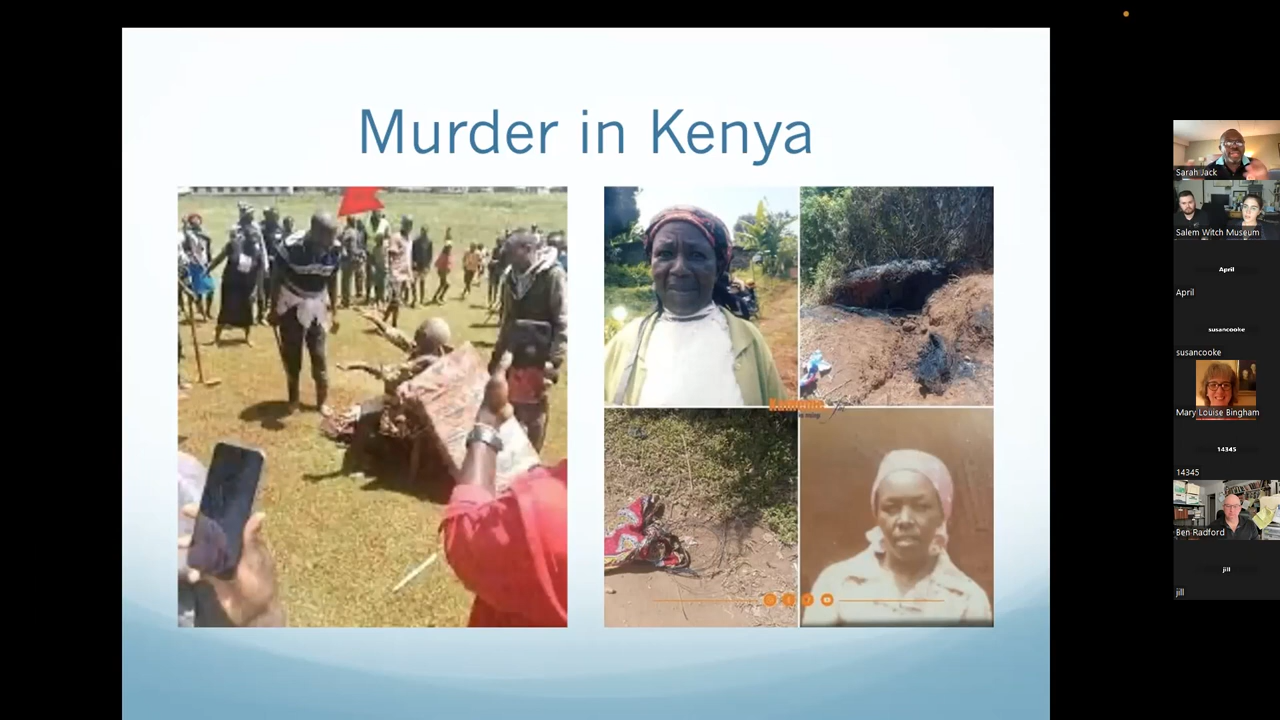 Murder in Kenya
Sarah Jack
Salem Witch Museum
April
April
susancooke
susancooke
Mary Louise Bingham
14345
14345
Ben Radford
jill
jill